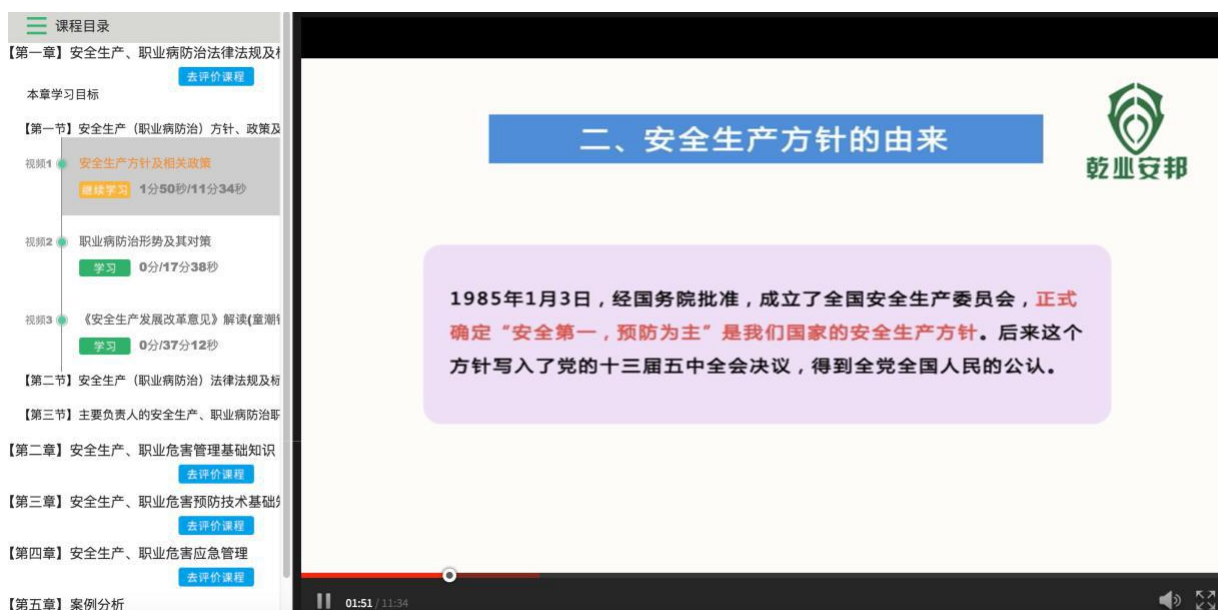 课程目录
【第一章】安全生产、职业病防治法律法规及
去评价课程
本章学习目标
【第一节】安全生产（职业病防治）方针、政策及
视频1
安全生产方针及相关政策
继续学习 1分50秒/11分34秒
视频2
职业病防治形势及其对策
学习 0分/17分38秒
视频3
《安全生产发展改革意见》解读(童潮
学习 0分/37分12秒
【第二节】安全生产（职业病防治）法律法规及标
【第三节】主要负责人的安全生产、职业病防治职
【第二章】安全生产、职业危害管理基础知识
去评价课程
【第三章】安全生产、职业危害预防技术基础
去评价课程
【第四章】安全生产、职业危害应急管理
去评价课程
【第五章】案例分析
二、安全生产方针的由来
乾业安邦
1985年1月3日，经国务院批准，成立了全国安全生产委员会，正式
确定“安全第一，预防为主”是我们国家的安全生产方针。后来这个
方针写入了党的十三届五中全会决议，得到全党全国人民的公认。
01:51/11:34